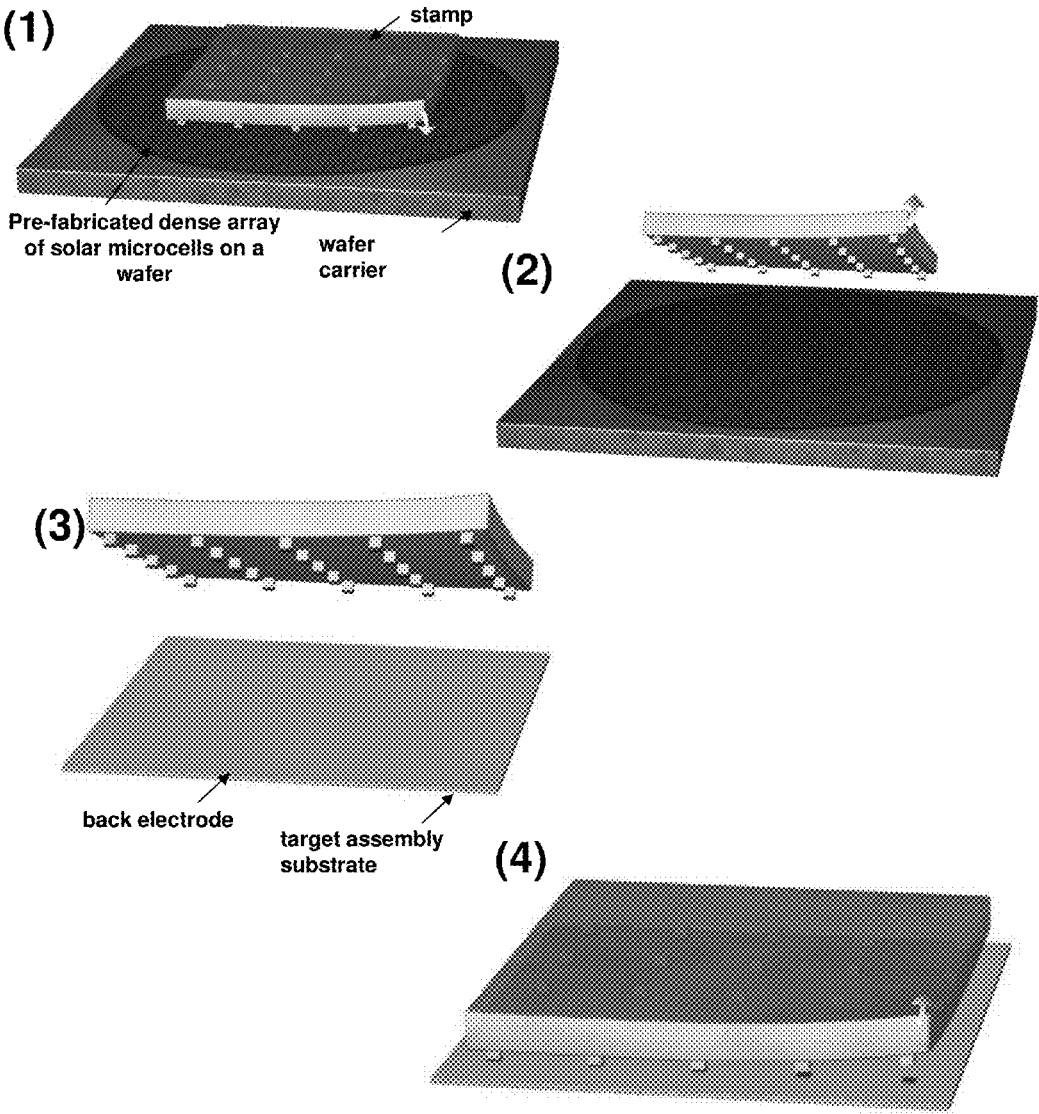 (1)
stamp
Pre-fabricated dense array
of solar microcells on a
wafer
wafer
carrier
(2)
(3)
back electrode
target assembly
substrate
(4)